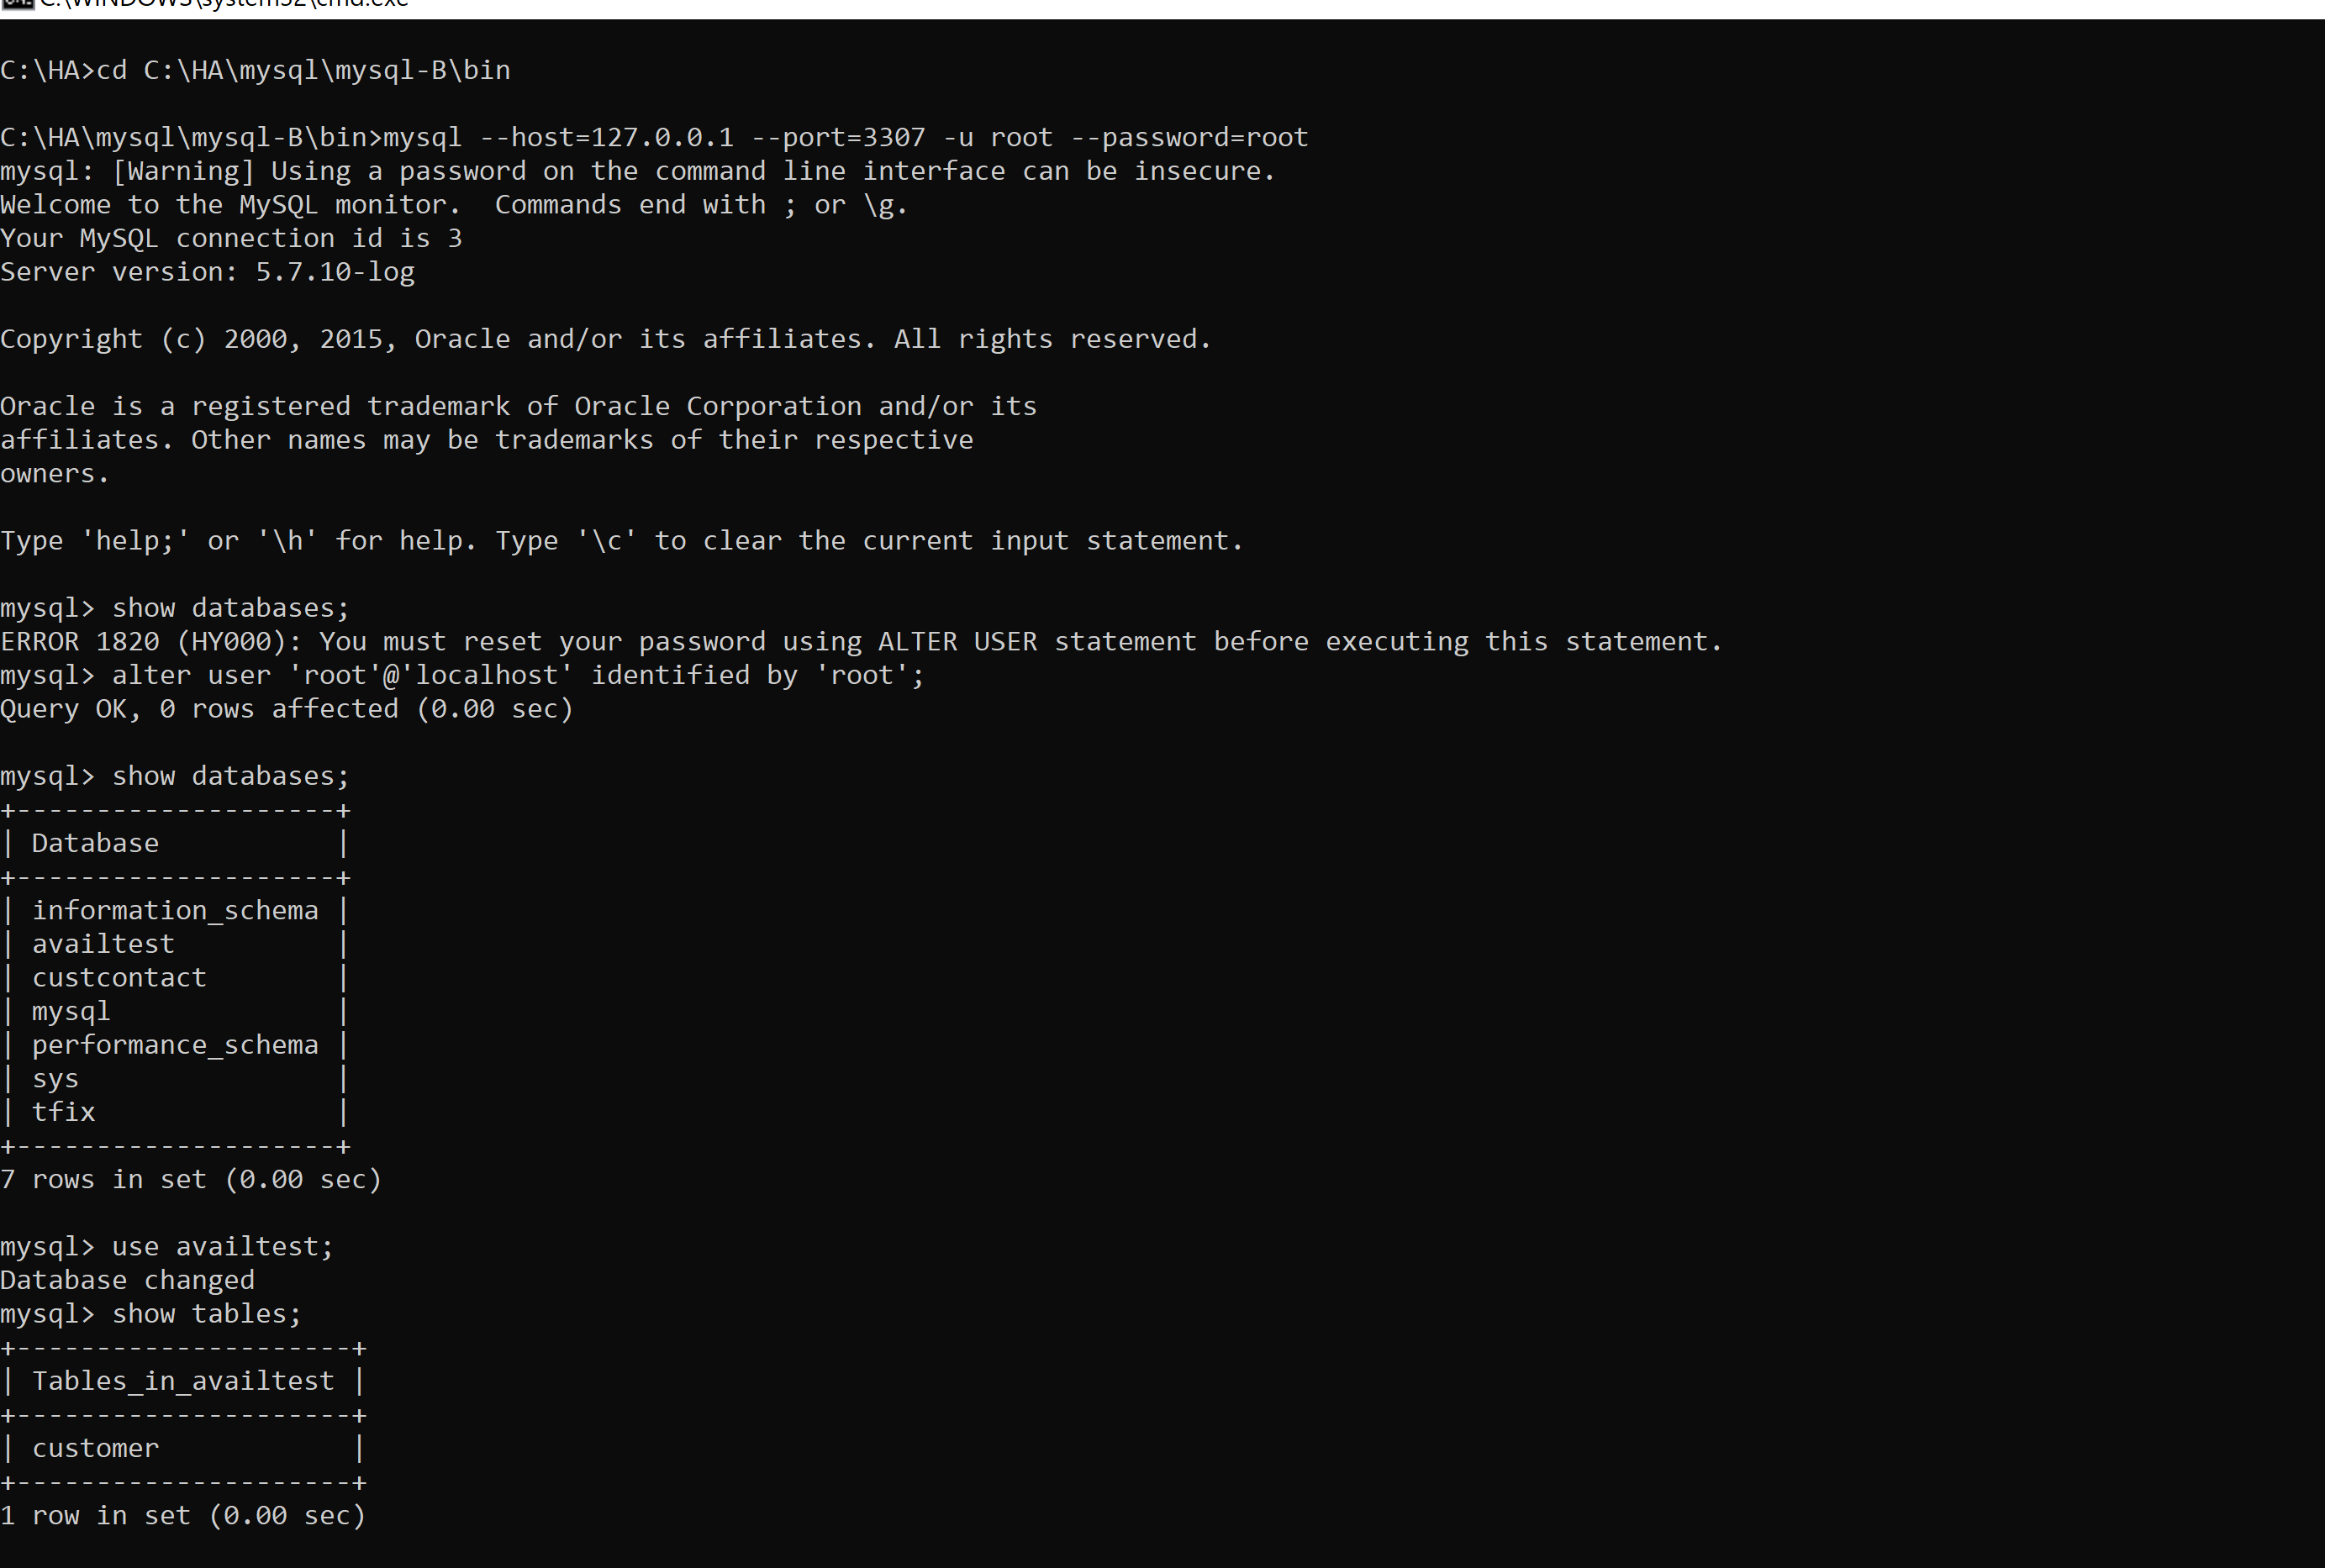 C:\WINDOWS\system32\cmd.exe
C:\HA>cd C:\HA\mysql\mysql-B\bin
C:\HA\mysql\mysql-B\bin>mysql --host=127.0.0.1 --port=3307 -u root --password=root
mysql: [Warning] Using a password on the command line interface can be insecure.
Welcome to the MySQL monitor.  Commands end with ; or \g.
Your MySQL connection id is 3
Server version: 5.7.10-log
Copyright (c) 2000, 2015, Oracle and/or its affiliates. All rights reserved.
Oracle is a registered trademark of Oracle Corporation and/or its
affiliates. Other names may be trademarks of their respective
owners.
Type 'help;' or '\h' for help. Type '\c' to clear the current input statement.
mysql> show databases;
ERROR 1820 (HY000): You must reset your password using ALTER USER statement before executing this statement.
mysql> alter user 'root'@'localhost' identified by 'root';
Query OK, 0 rows affected (0.00 sec)
mysql> show databases;
+--------------------+
| Database           |
+--------------------+
| information_schema |
| availtest          |
| custcontact        |
| mysql              |
| performance_schema |
| sys                |
| tfix               |
+--------------------+
7 rows in set (0.00 sec)
mysql> use availtest;
Database changed
mysql> show tables;
+---------------------+
| Tables_in_availtest |
+---------------------+
| customer            |
+---------------------+
1 row in set (0.00 sec)